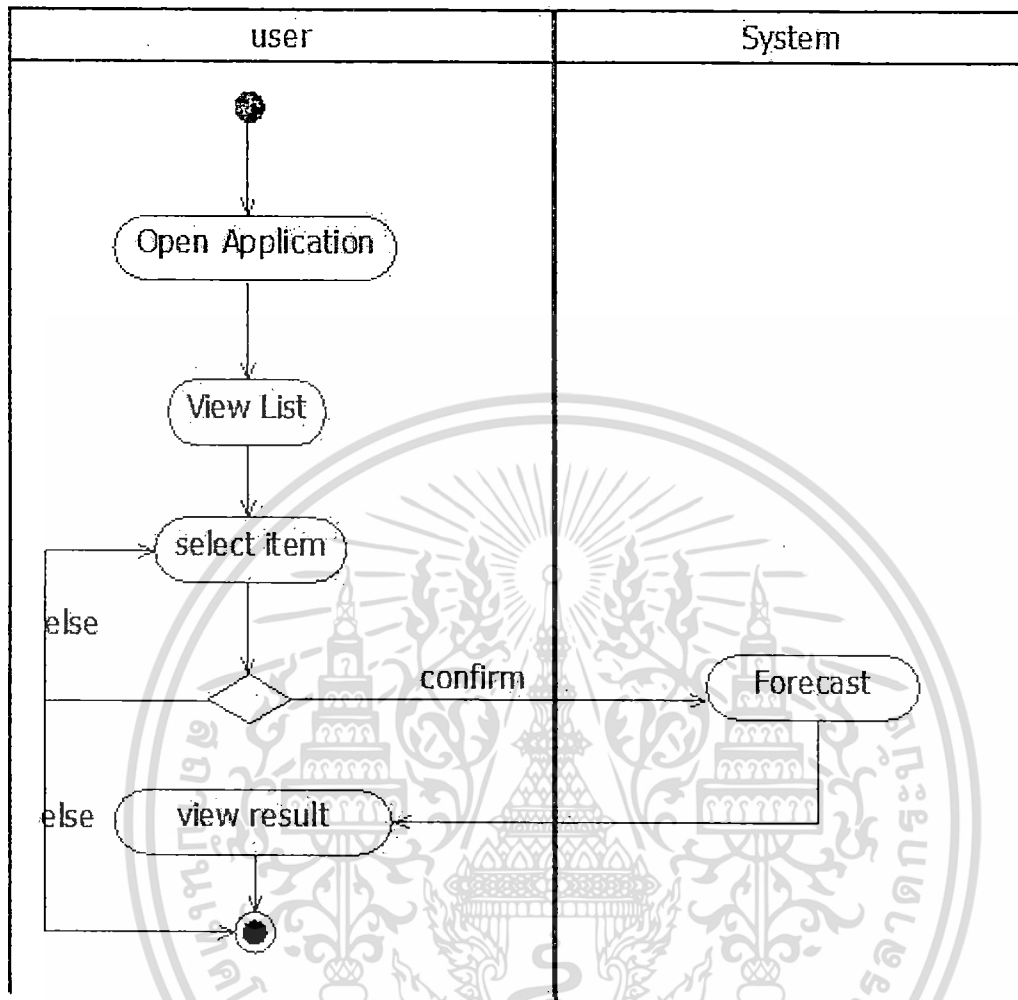 user
System
Open Application
View List
select item
else
confirm
Forecast
else
view result